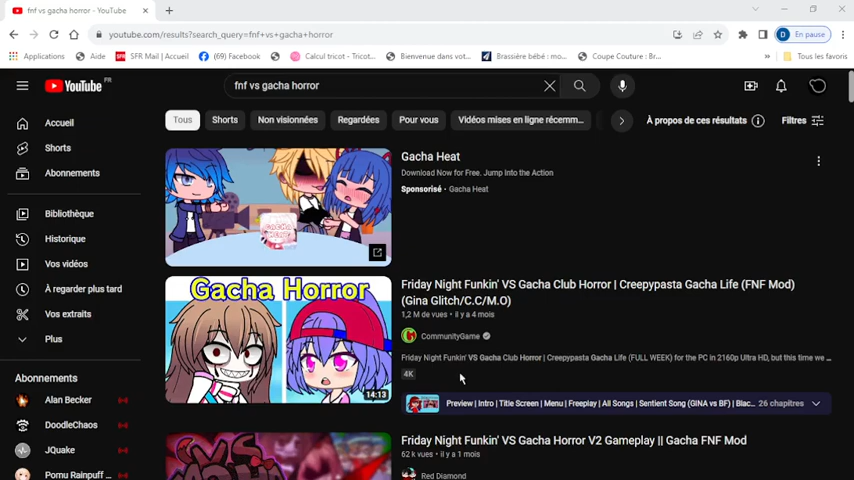 fnf vs gacha horror - YouTube
youtube.com/results?search_query=fnf+vs+gacha+horror
D En pause
Applications
Aide
SFR SFR Mail | Accueil
(69) Facebook
Calcul tricot - Tricot...
Bienvenue dans vot...
Brassière bébé : mo...
Coupe Couture : Br...
Tous les favoris
YouTube FR
fnf vs gacha horror
Tous
Shorts
Non visionnées
Regardées
Pour vous
Vidéos mises en ligne récemm...
À propos de ces résultats
Filtres
Accueil
Shorts
Abonnements
Bibliothèque
Historique
Vos vidéos
À regarder plus tard
Vos extraits
Plus
Abonnements
Alan Becker
DoodleChaos
JQuake
Pomu Rainpuff ...
GACHA
Gacha Heat
Download Now for Free. Jump Into the Action
Sponsorisé · Gacha Heat
Gacha Horror
14:13
Friday Night Funkin' VS Gacha Club Horror | Creepypasta Gacha Life (FNF Mod)
(Gina Glitch/C.C/M.O)
1,2 M de vues · il y a 4 mois
CommunityGame
Friday Night Funkin' VS Gacha Club Horror | Creepypasta Gacha Life (FULL WEEK) for the PC in 2160p Ultra HD, but this time we ...
4K
Preview | Intro | Title Screen | Menu | Freeplay | All Songs | Sentient Song (GINA vs BF) | Blac... 26 chapitres
Friday Night Funkin' VS Gacha Horror V2 Gameplay || Gacha FNF Mod
62 k vues · il y a 1 mois
Red Diamond